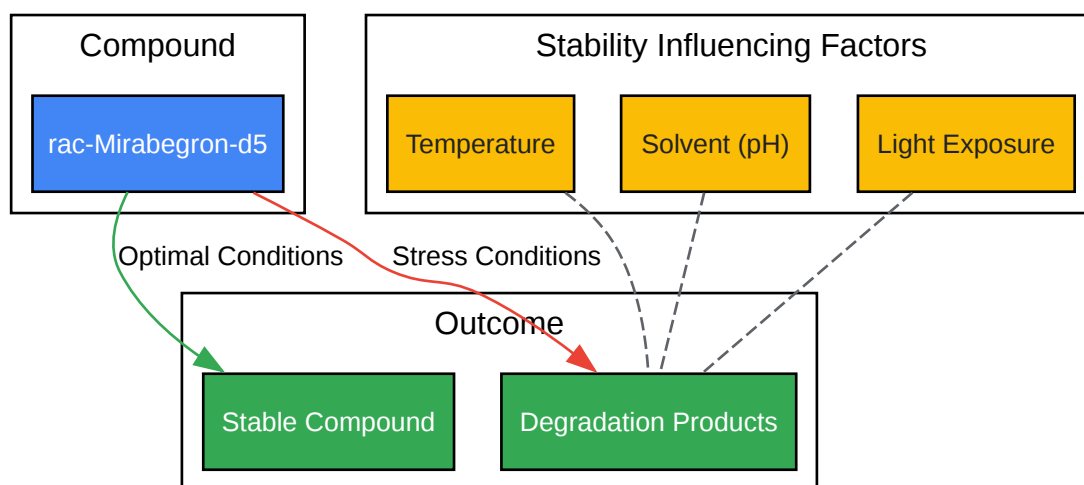 Compound
Stability Influencing Factors
rac-Mirabegron-d5
Temperature
Solvent (pH)
Light Exposure
Optimal Conditions
Stress Conditions
Outcome
Stable Compound
Degradation Products